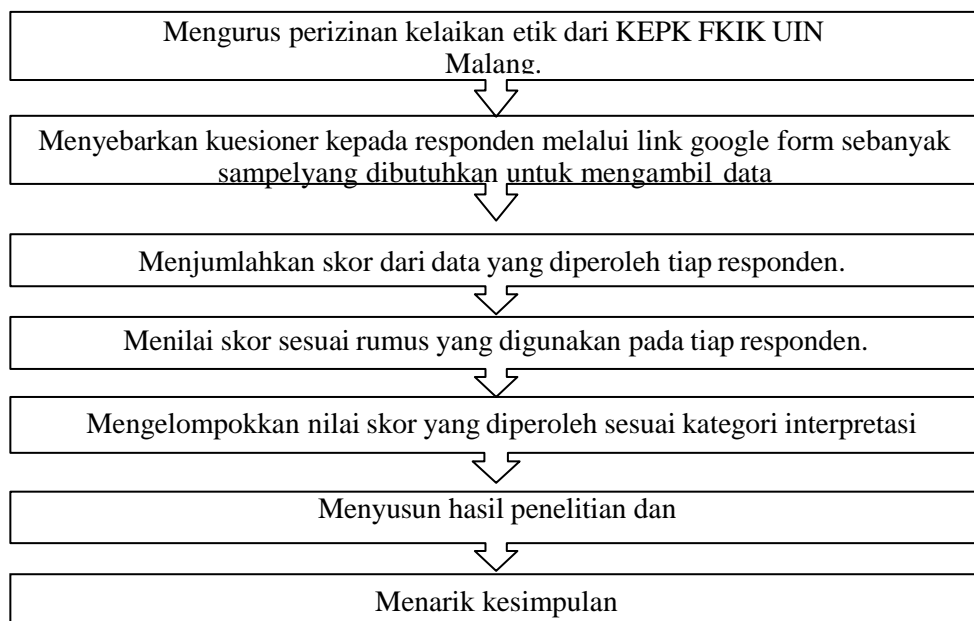 Mengurus perizinan kelaikan etik dari KEPK FKIK UIN
Malang.
Menyebarkan kuesioner kepada responden melalui link google form sebanyak
sampelyang dibutuhkan untuk mengambil data
Menjumlahkan skor dari data yang diperoleh tiap responden.
Menilai skor sesuai rumus yang digunakan pada tiap responden.
Mengelompokkan nilai skor yang diperoleh sesuai kategori interpretasi
Menyusun hasil penelitian dan
Menarik kesimpulan